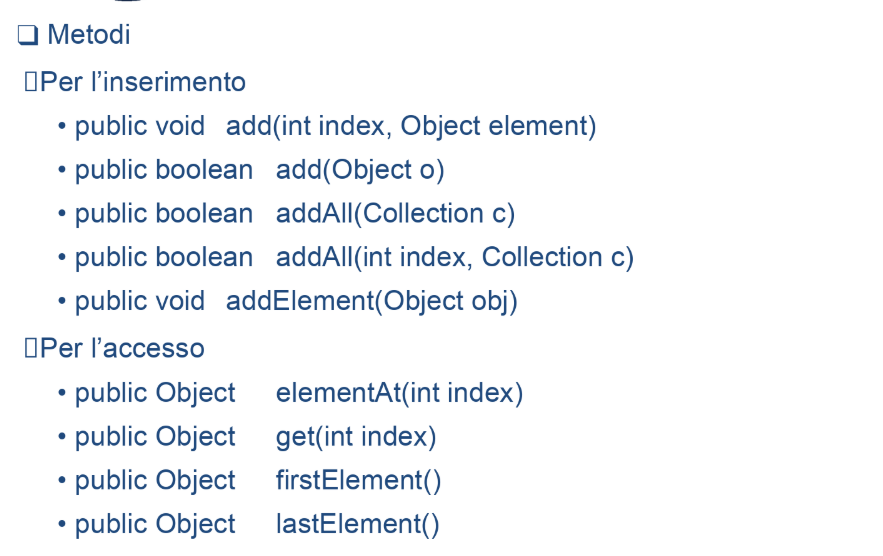 ❏ Metodi
Per l’inserimento
• public void add(int index, Object element)
• public boolean add(Object o)
• public boolean addAll(Collection c)
• public boolean addAll(int index, Collection c)
• public void addElement(Object obj)
Per l’accesso
• public Object elementAt(int index)
• public Object get(int index)
• public Object firstElement()
• public Object lastElement()